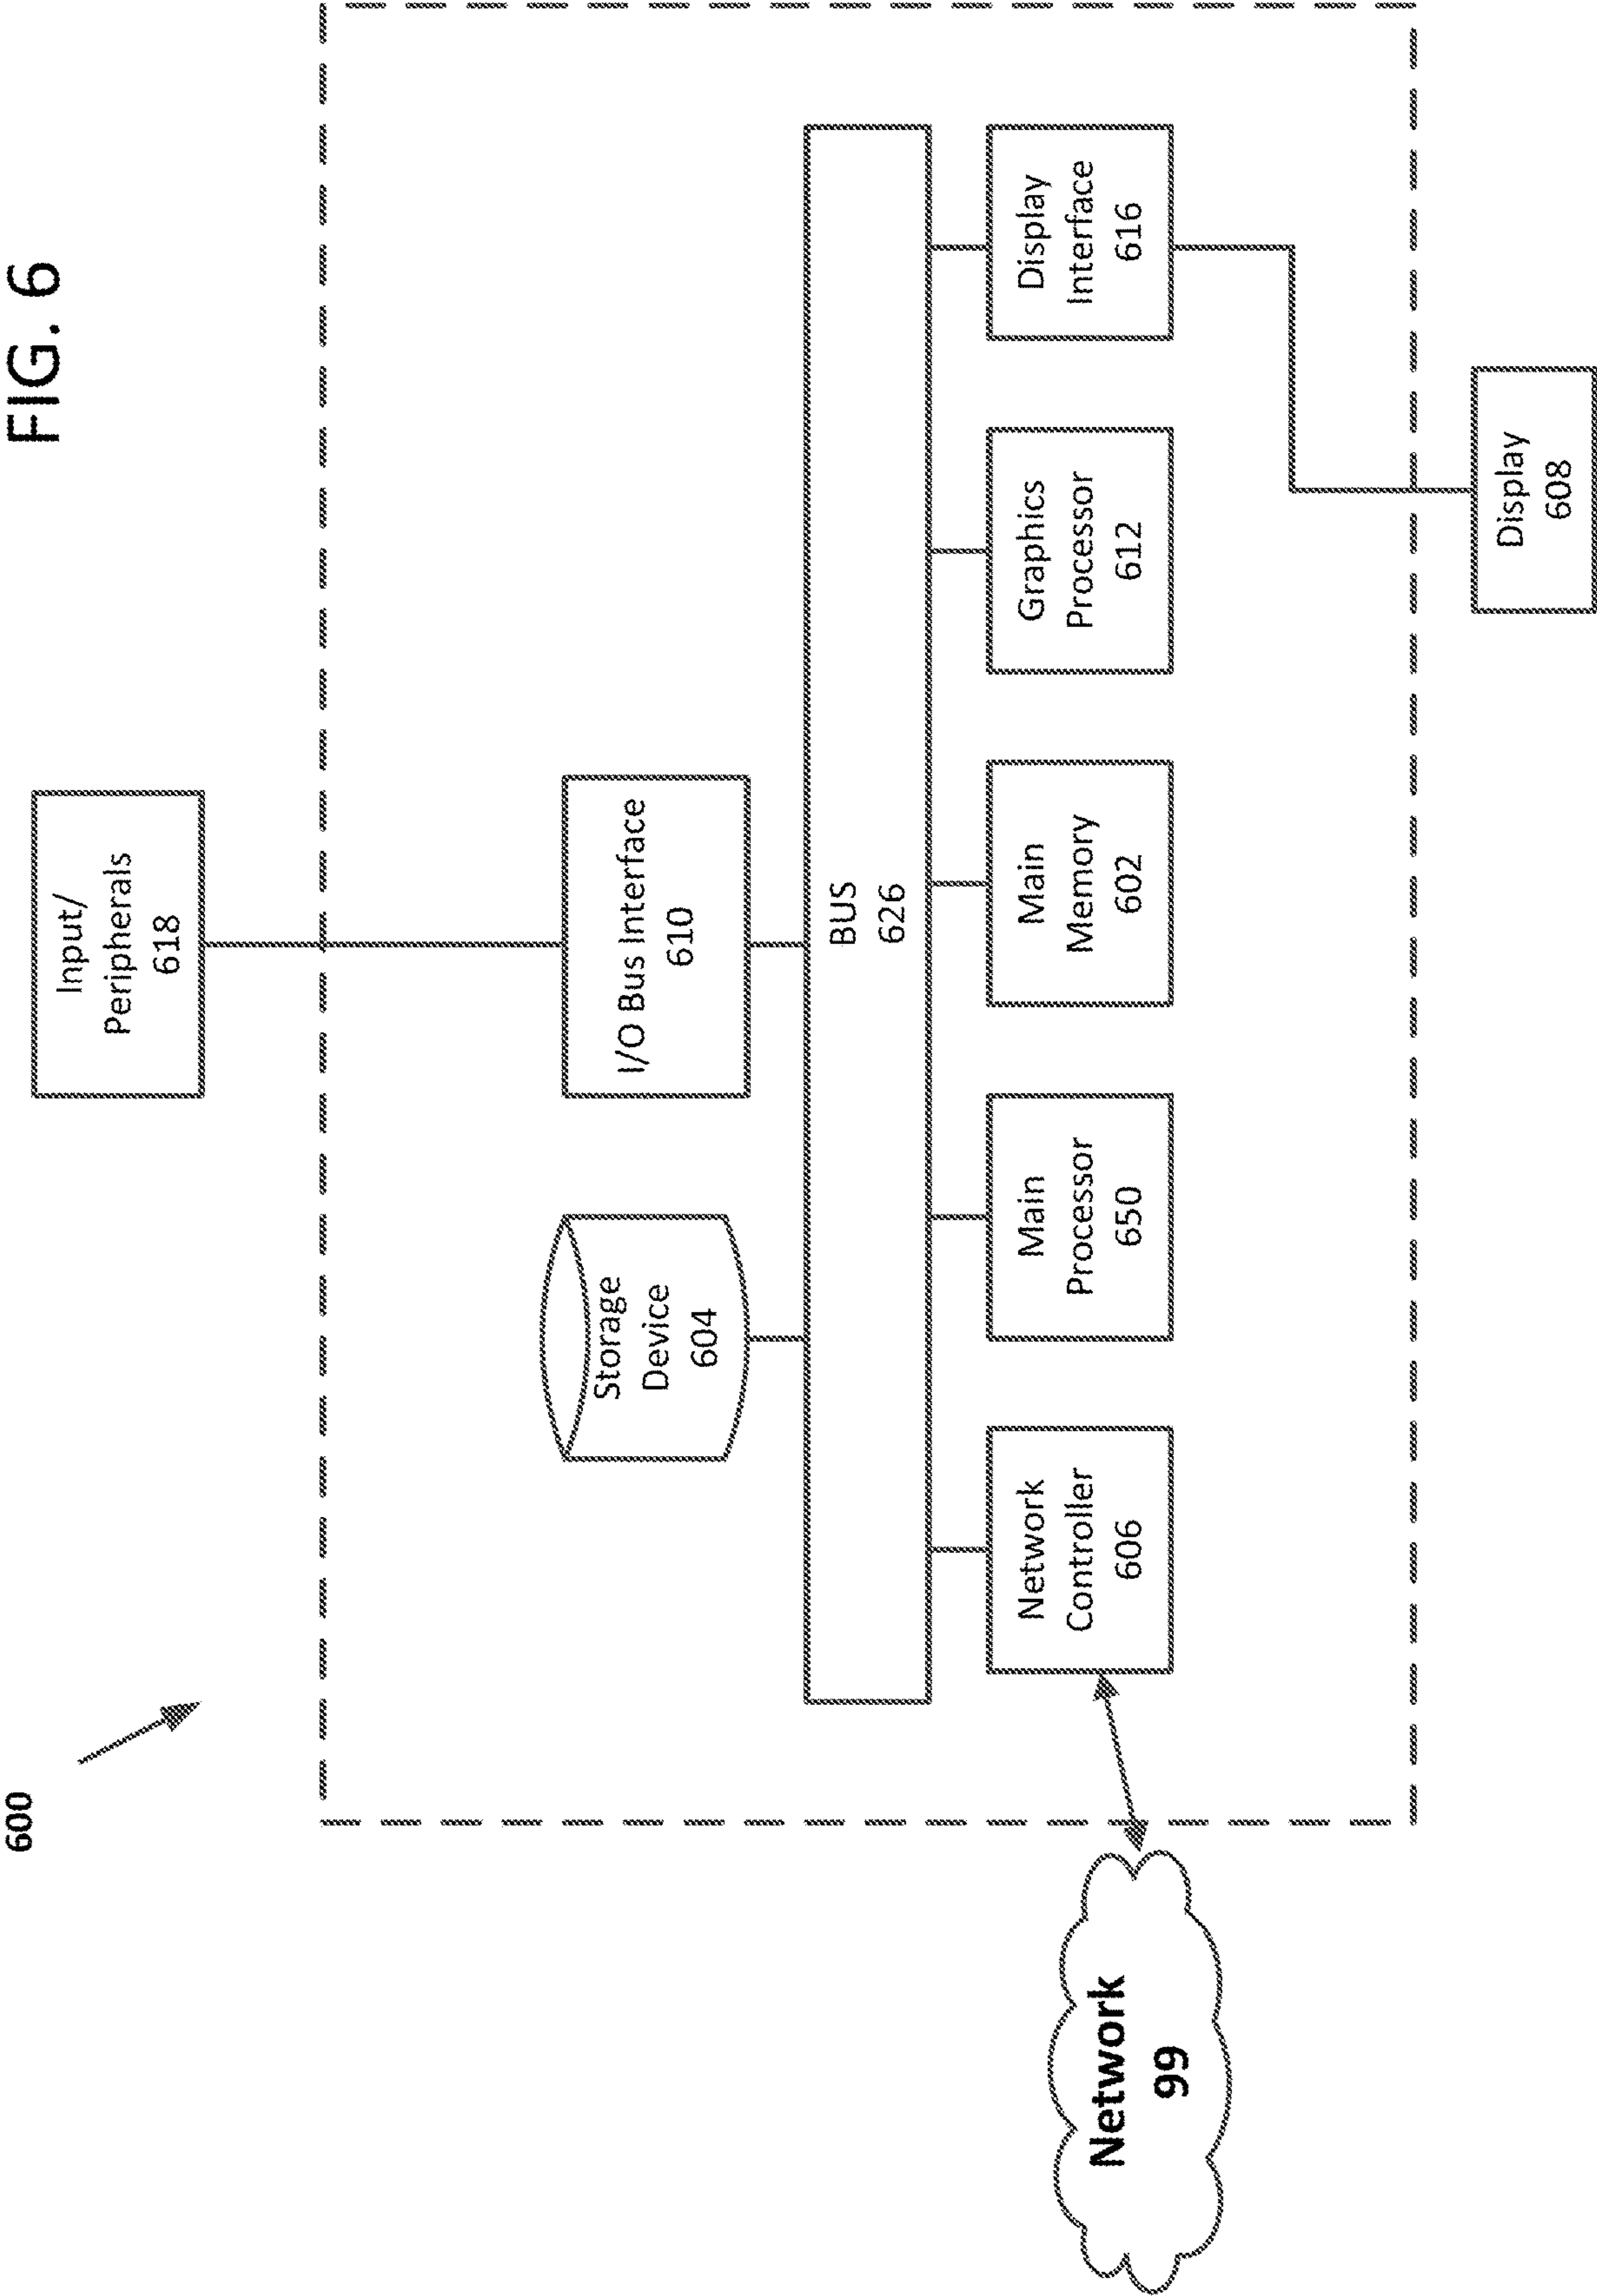 FIG. 6
600
Input/
Peripherals
618
Storage
Device
604
I/O Bus Interface
610
BUS
626
Network
Controller
606
Main
Processor
650
Main
Memory
602
Graphics
Processor
612
Display
Interface
616
Network
99
Display
608